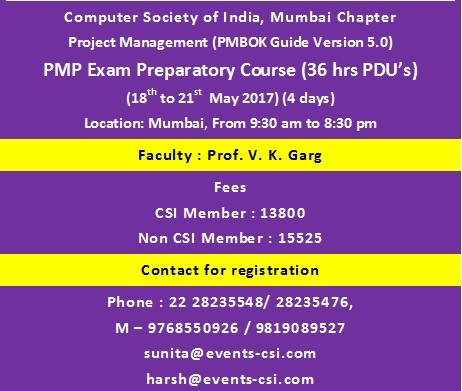 Computer Society of India, Mumbai Chapter
Project Management (PMBOK Guide Version 5.0)
PMP Exam Preparatory Course (36 hrs PDU's)
(18th to 21st May 2017) (4 days)
Location: Mumbai, From 9:30 am to 8:30 pm
Faculty : Prof. V. K. Garg
Fees
CSI Member : 13800
Non CSI Member : 15525
Contact for registration
Phone : 22 28235548/ 28235476,
M – 9768550926 / 9819089527
sunita@events-csi.com
harsh@events-csi.com